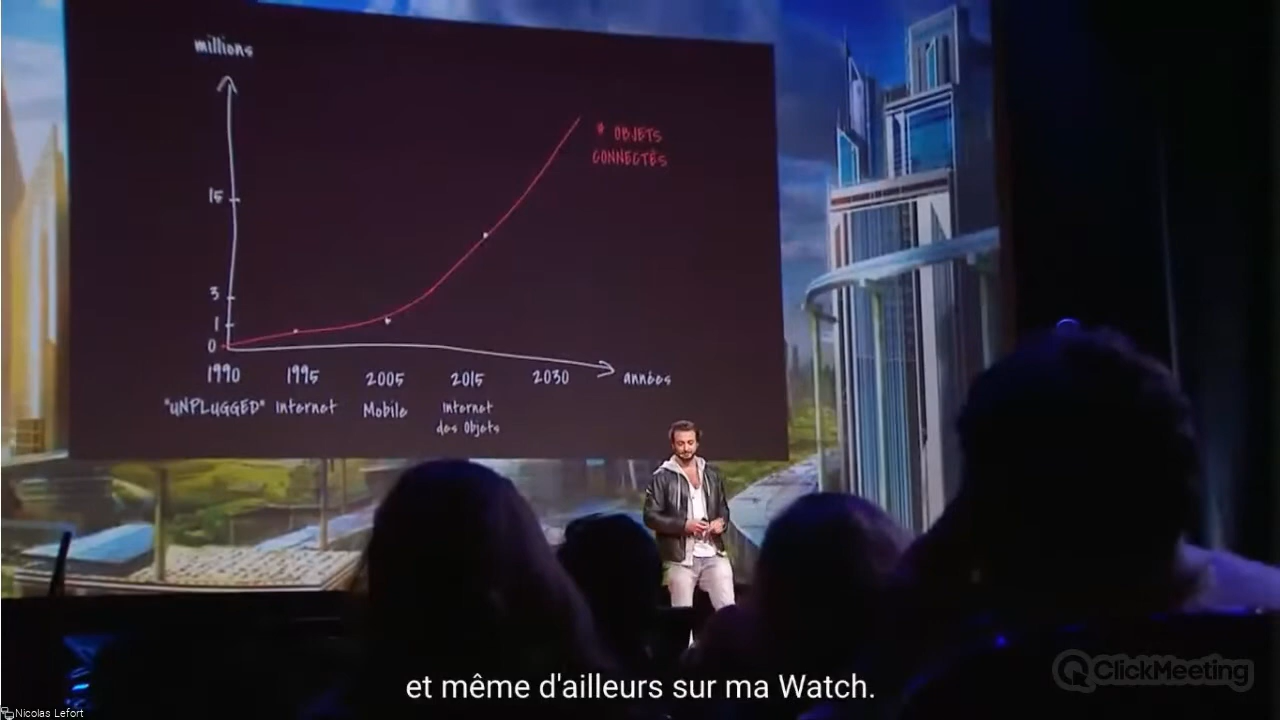 millions
15
3
1
0
* OBJETS
CONNECTÉS
1990
1995
2005
2015
2030
années
"UNPLUGGED"
Internet
Mobile
Internet
des Objets
et même d'ailleurs sur ma Watch.
ClickMeeting
Nicolas Lefort